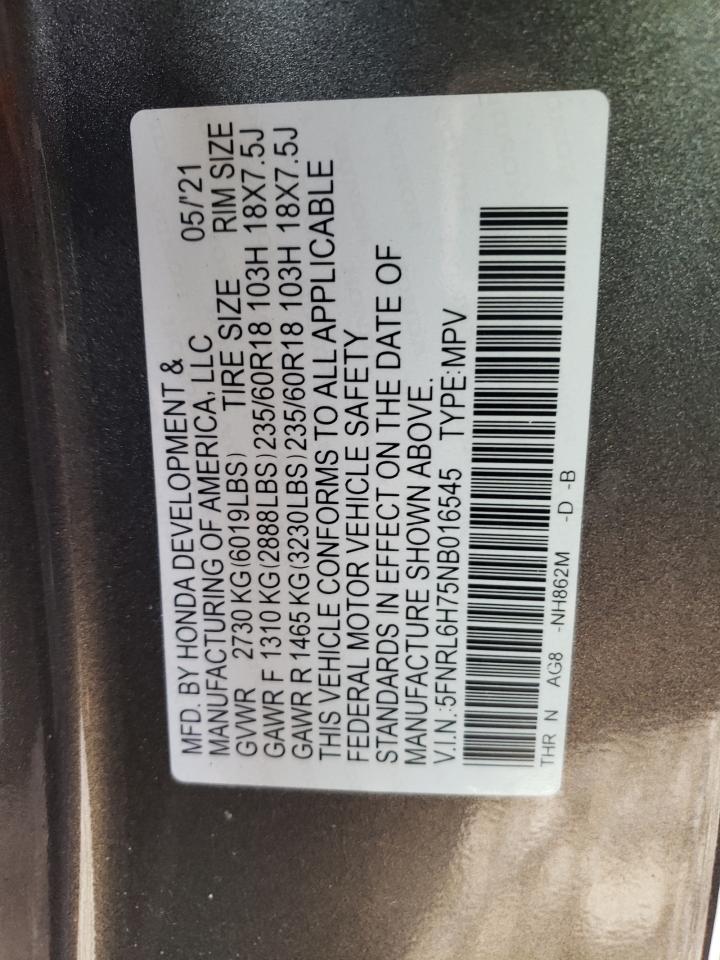 MFD. BY HONDA DEVELOPMENT &
MANUFACTURING OF AMERICA, LLC 05/'21
GVWR 2730 KG(6019LBS) TIRE SIZE RIM SIZE
GAWR F 1310 KG(2888LBS) 235/60R18 103H 18X7.5J
GAWR R 1465 KG(3230LBS) 235/60R18 103H 18X7.5J
THIS VEHICLE CONFORMS TO ALL APPLICABLE
FEDERAL MOTOR VEHICLE SAFETY
STANDARDS IN EFFECT ON THE DATE OF
MANUFACTURE SHOWN ABOVE.
V.I.N.:5FNRL6H75NB016545 TYPE:MPV
THR N AG8 -NH862M -D -B